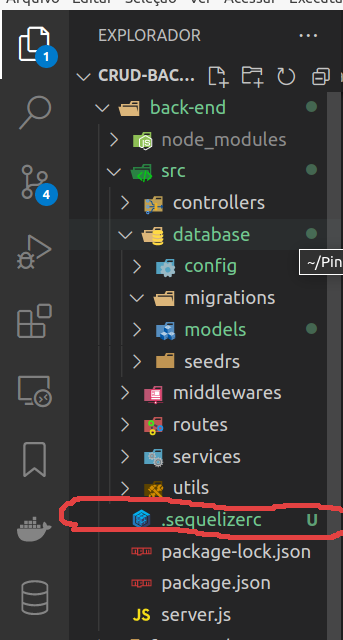 Arquivo Editar Seleção Ver Acessar Executa
EXPLORADOR
CRUD-BAC...
1
back-end
node_modules
src
4
controllers
database
~/Pin
config
migrations
models
seedrs
middlewares
routes
services
utils
.sequelizerc U
package-lock.json
package.json
JS server.js